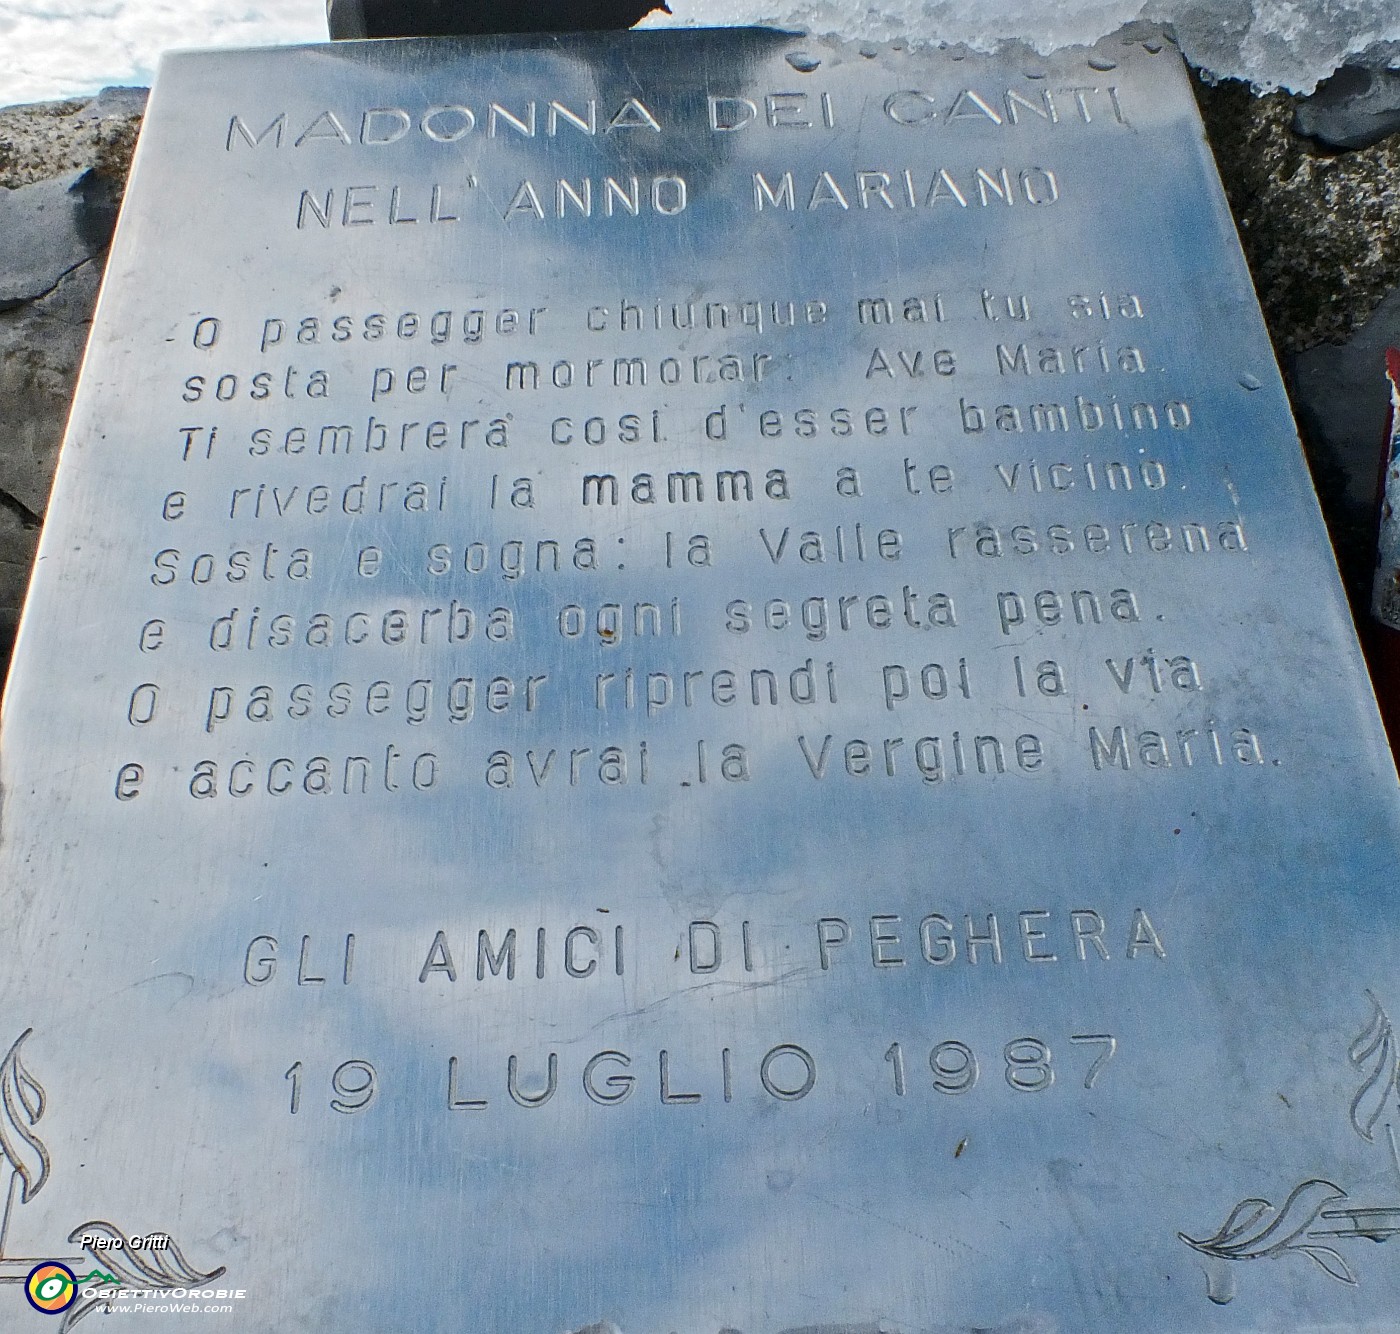 MADONNA DEI CANTI
NELL'ANNO MARIANO
O passegger chiunque mai tu sia
sosta per mormorar: Ave Maria.
Ti sembrerà così d'esser bambino
e rivedrai la mamma a te vicino.
Sosta e sogna: la Valle rasserena
e disacerba ogni segreta pena.
O passegger riprendi poi la via
e accanto avrai la Vergine Maria.
GLI AMICI DI PEGHERA
19 LUGLIO 1987
Piero Gritti
OBIETTIVOOROBIE
www.PieroWeb.com